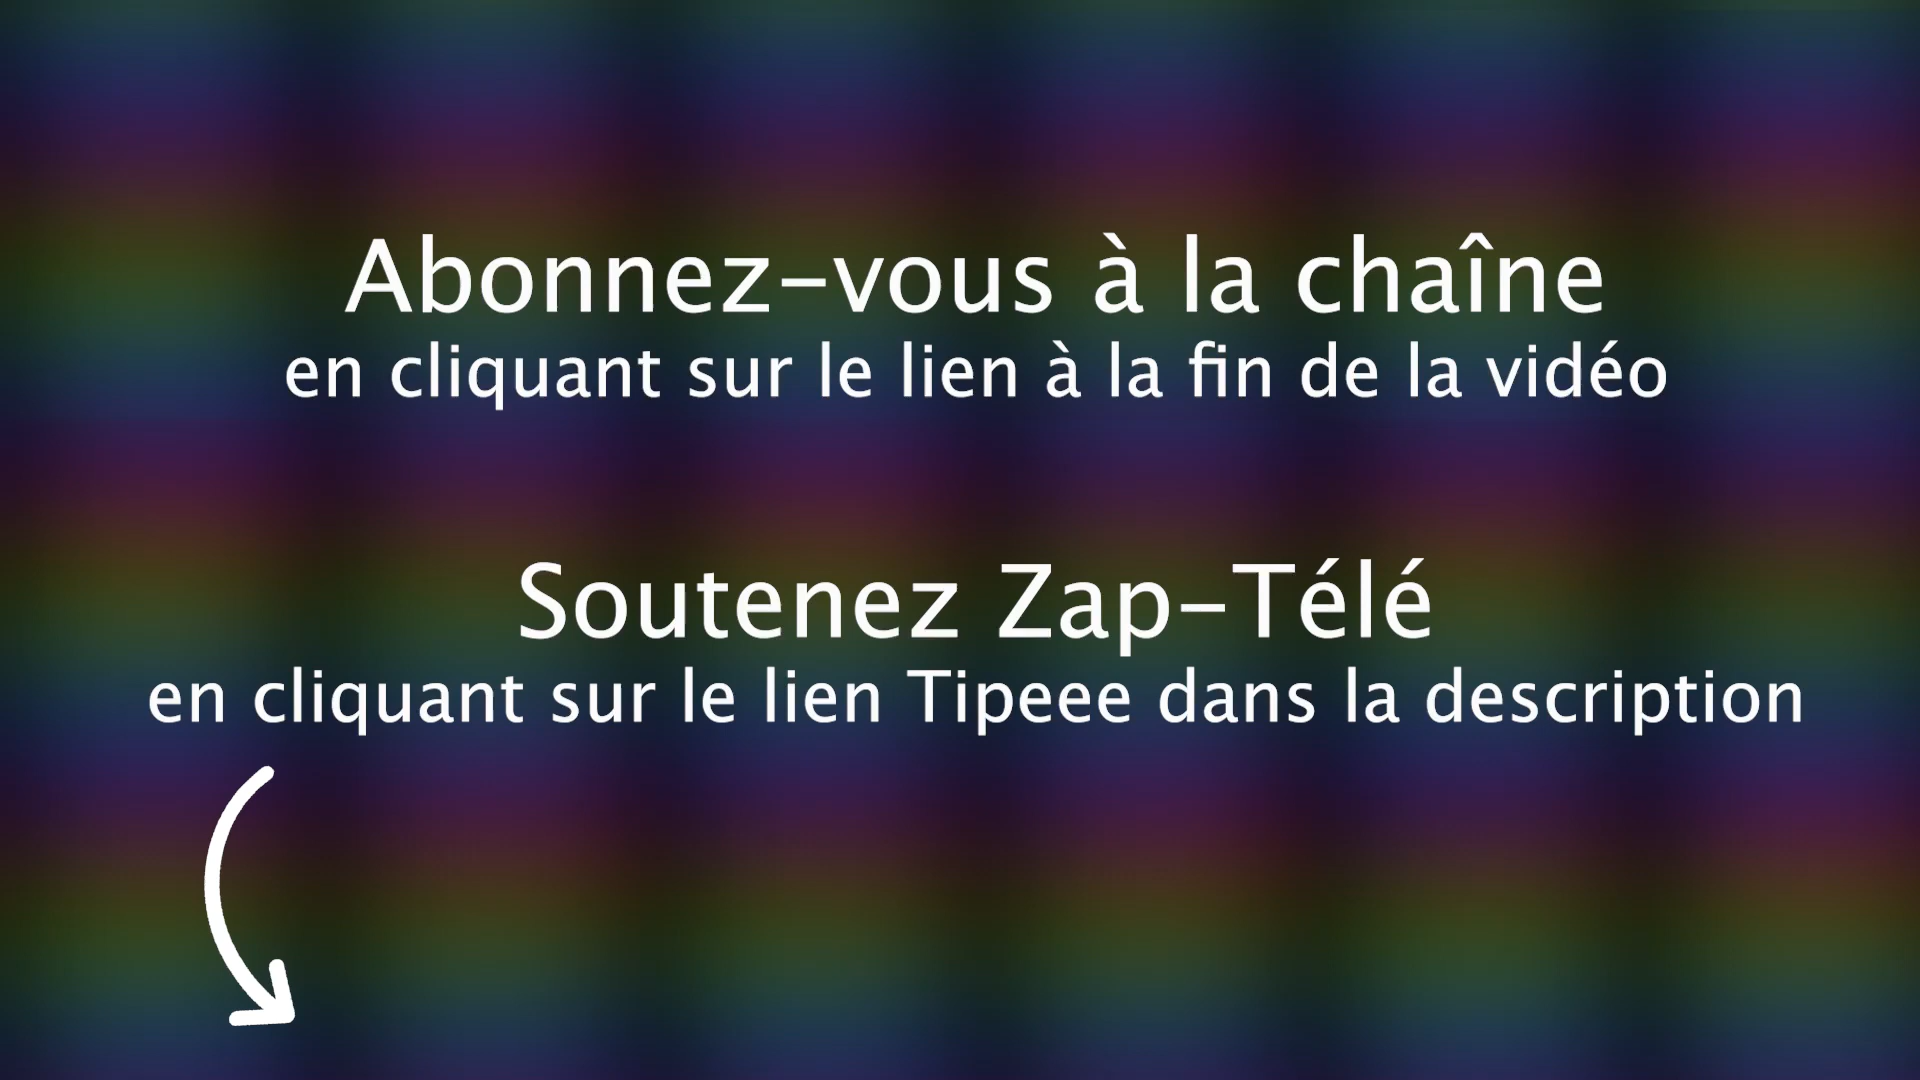 Abonnez-vous à la chaîne
en cliquant sur le lien à la fin de la vidéo
Soutenez Zap-Télé
en cliquant sur le lien Tipeee dans la description